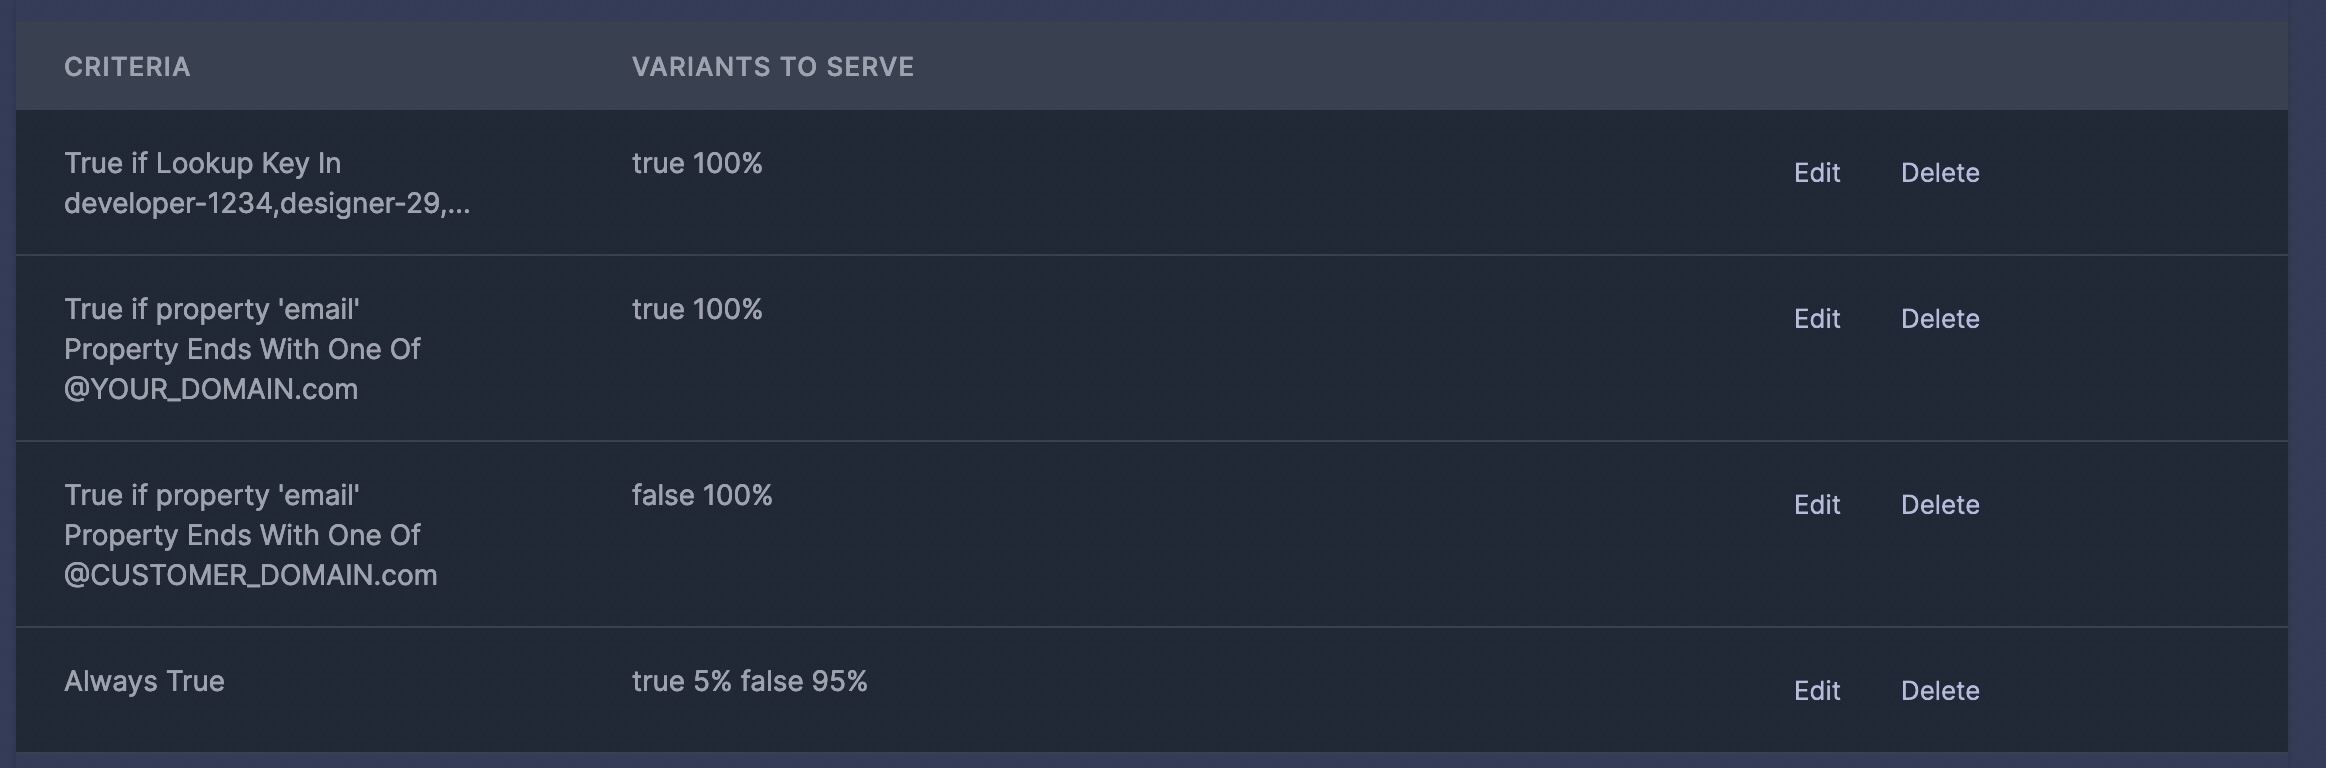 CRITERIA VARIANTS TO SERVE
True if Lookup Key In true 100% Edit Delete
developer-1234,designer-29,...
True if property 'email' true 100% Edit Delete
Property Ends With One Of
@YOUR_DOMAIN.com
True if property 'email' false 100% Edit Delete
Property Ends With One Of
@CUSTOMER_DOMAIN.com
Always True true 5% false 95% Edit Delete